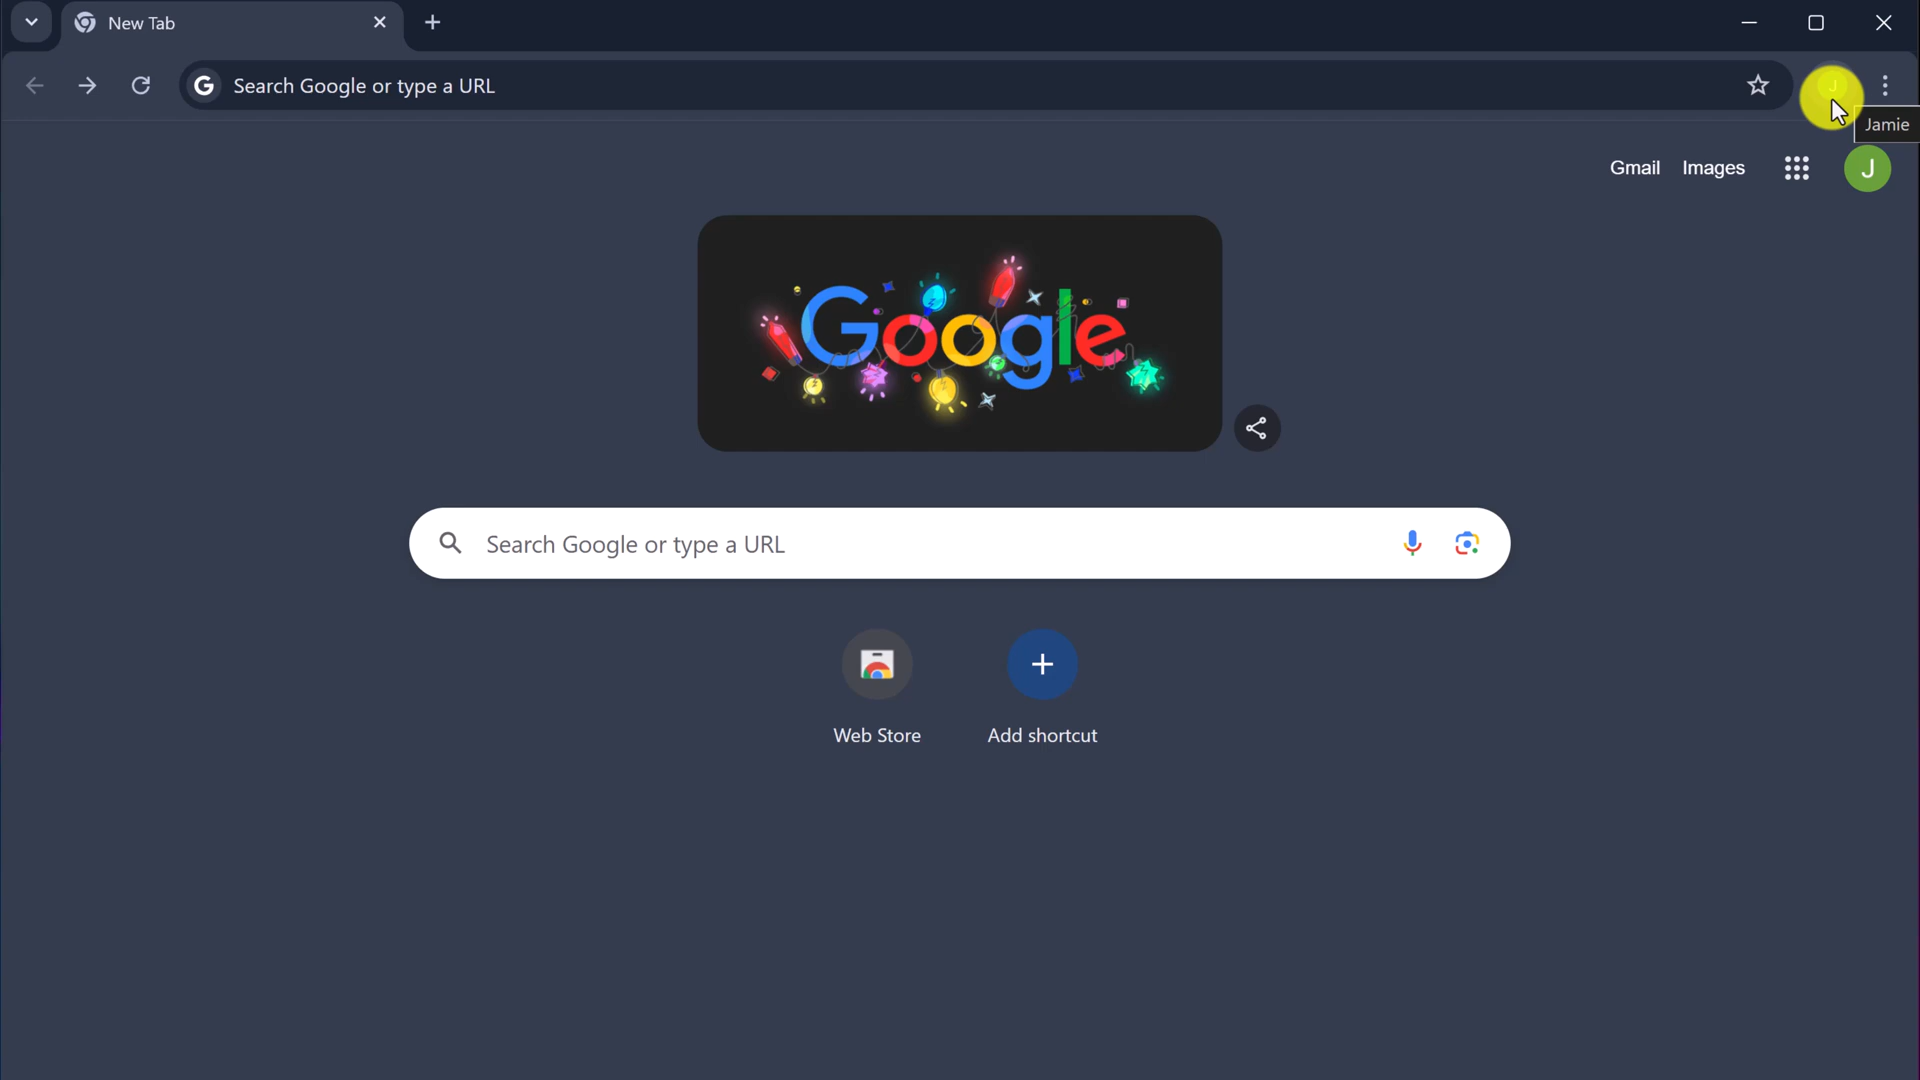 New Tab
Search Google or type a URL
J
Jamie
Gmail Images
J
Google
Search Google or type a URL
Web Store Add shortcut